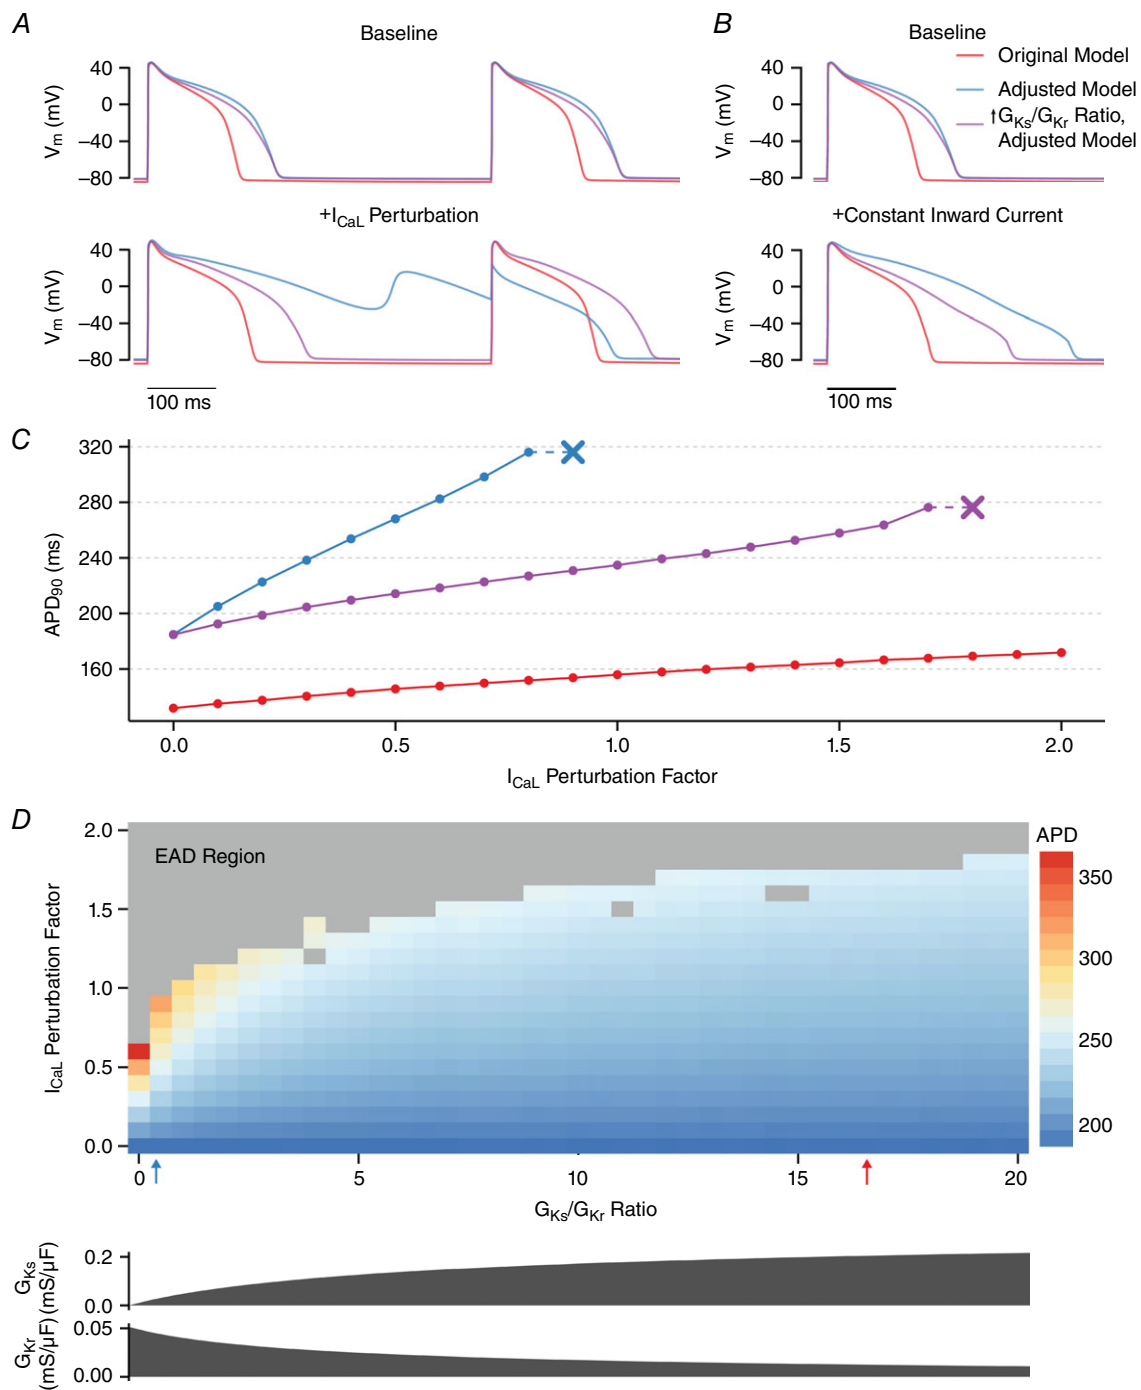 A
Baseline
40
0
−40
−80
Vm (mV)
+ICaL Perturbation
40
0
−40
−80
Vm (mV)
100 ms
B
Baseline
40
0
−40
−80
Vm (mV)
Original Model
Adjusted Model
↑GKs/GKr Ratio,
Adjusted Model
+Constant Inward Current
40
0
−40
−80
Vm (mV)
100 ms
C
320
280
240
200
160
APD90 (ms)
0.0 0.5 1.0 1.5 2.0
ICaL Perturbation Factor
D
2.0
1.5
1.0
0.5
0.0
ICaL Perturbation Factor
EAD Region
APD
350
300
250
200
0 5 10 15 20
GKs/GKr Ratio
0.2
0.0
GKs
(mS/μF)
0.05
0.00
GKr
(mS/μF)